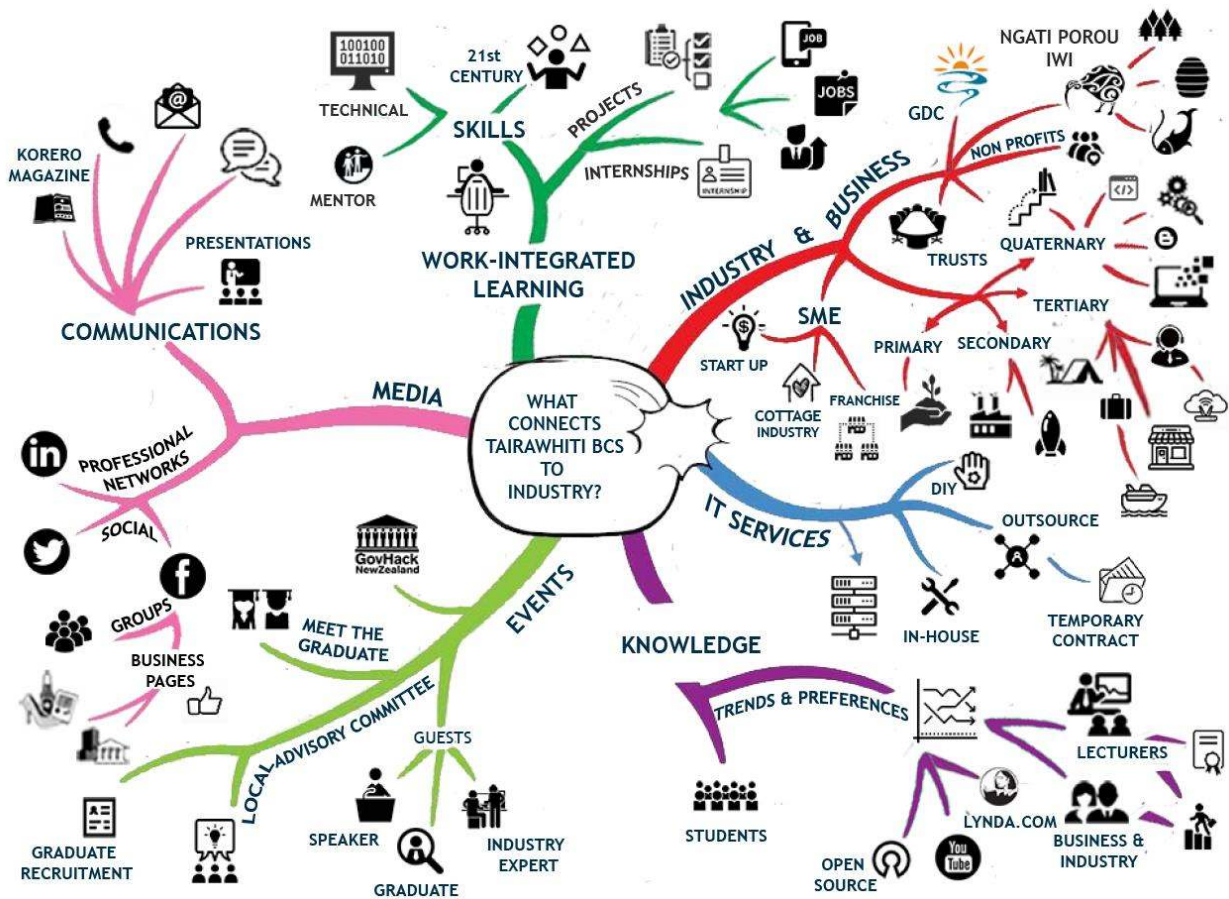 WHAT
CONNECTS
TAIRAWHITI BCS
TO
INDUSTRY?
MEDIA
COMMUNICATIONS
KORERO
MAGAZINE
PRESENTATIONS
PROFESSIONAL
NETWORKS
in
SOCIAL
f
GROUPS
BUSINESS
PAGES
WORK-INTEGRATED
LEARNING
SKILLS
100100
011010
TECHNICAL
MENTOR
21st
CENTURY
PROJECTS
INTERNSHIPS
INTERNSHIP
JOB
JOBS
INDUSTRY & BUSINESS
GDC
NGATI POROU
IWI
NON PROFITS
TRUSTS
SME
START UP
COTTAGE
INDUSTRY
FRANCHISE
PRIMARY
SECONDARY
TERTIARY
QUATERNARY
</>
B
IT SERVICES
DIY
OUTSOURCE
TEMPORARY
CONTRACT
IN-HOUSE
KNOWLEDGE
TRENDS & PREFERENCES
STUDENTS
LECTURERS
BUSINESS &
INDUSTRY
LYNDA.COM
You
Tube
OPEN
SOURCE
EVENTS
GovHack
NewZealand
MEET THE
GRADUATE
LOCAL ADVISORY COMMITTEE
GRADUATE
RECRUITMENT
GUESTS
SPEAKER
GRADUATE
INDUSTRY
EXPERT